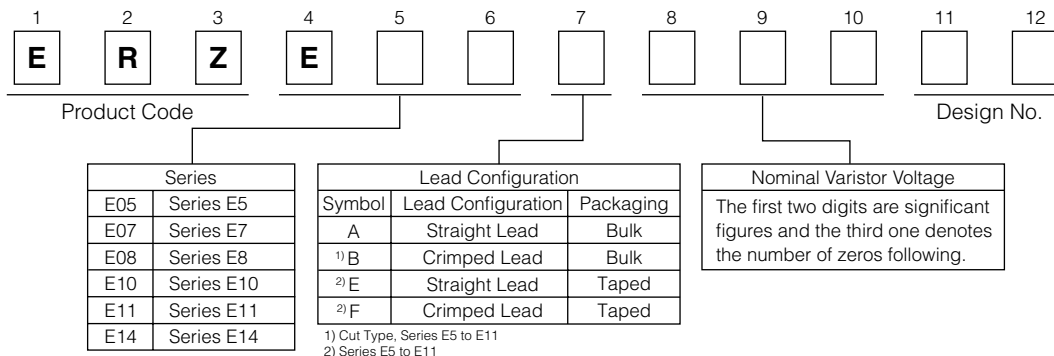 1 2 3 4 5 6 7 8 9 10 11 12
E R Z E
Product Code
Design No.
Series
E05 Series E5
E07 Series E7
E08 Series E8
E10 Series E10
E11 Series E11
E14 Series E14
Lead Configuration
Symbol Lead Configuration Packaging
A Straight Lead Bulk
1) B Crimped Lead Bulk
2) E Straight Lead Taped
2) F Crimped Lead Taped
1) Cut Type, Series E5 to E11
2) Series E5 to E11
Nominal Varistor Voltage
The first two digits are significant
figures and the third one denotes
the number of zeros following.